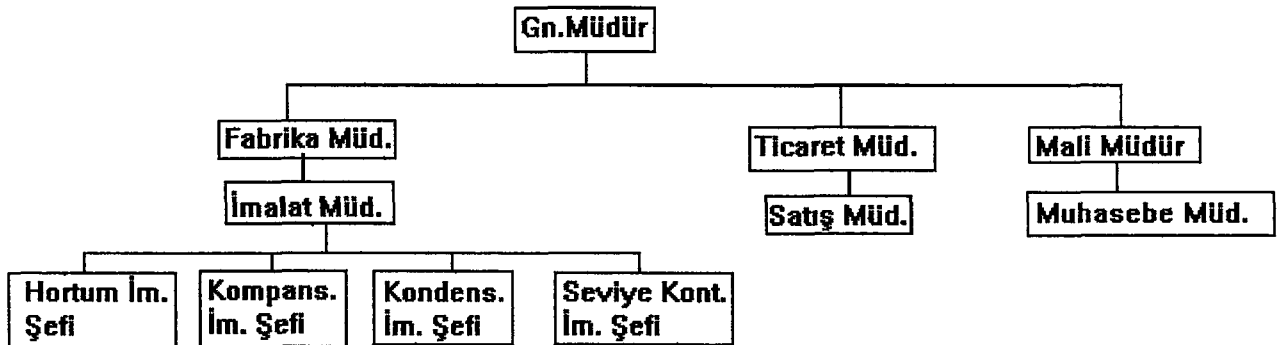 Gn.Müdür
Fabrika Müd.
Ticaret Müd.
Mali Müdür
İmalat Müd.
Satış Müd.
Muhasebe Müd.
Hortum İm.
Şefi
Kompans.
İm. Şefi
Kondens.
İm. Şefi
Seviye Kont.
İm. Şefi